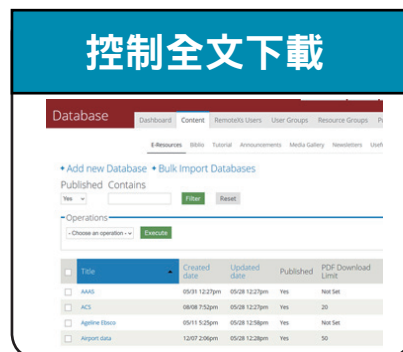 控制全文下載
Database
Dashboard Content RemoteXs Users User Groups Resource Groups
E-Resources Biblio Tutorial Announcements Media Gallery Newsletters
+Add new Database +Bulk Import Databases
Published Contains
Yes Filter Reset
Operations
- Choose an operation - Execute
Title Created date Updated date Published PDF Download Limit
AAAS 05/31 12:27pm 05/28 12:27pm Yes Not Set
ACS 08/08 7:52pm 05/28 12:27pm Yes 20
Ageline Ebsco 05/11 5:25pm 05/28 12:58pm Yes Not Set
Airport data 12/07 2:06pm 05/28 12:28pm Yes 50